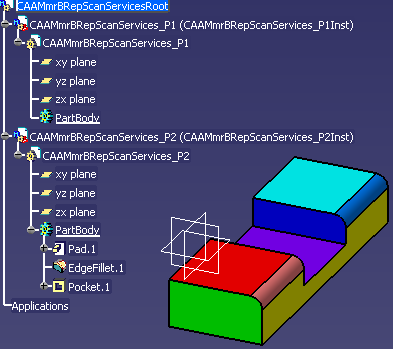 CAAMmrBRepScanServicesRoot
CAAMmrBRepScanServices_P1 (CAAMmrBRepScanServices_P1Inst)
CAAMmrBRepScanServices_P1
xy plane
yz plane
zx plane
PartBody
CAAMmrBRepScanServices_P2 (CAAMmrBRepScanServices_P2Inst)
CAAMmrBRepScanServices_P2
xy plane
yz plane
zx plane
PartBody
Pad.1
EdgeFillet.1
Pocket.1
Applications